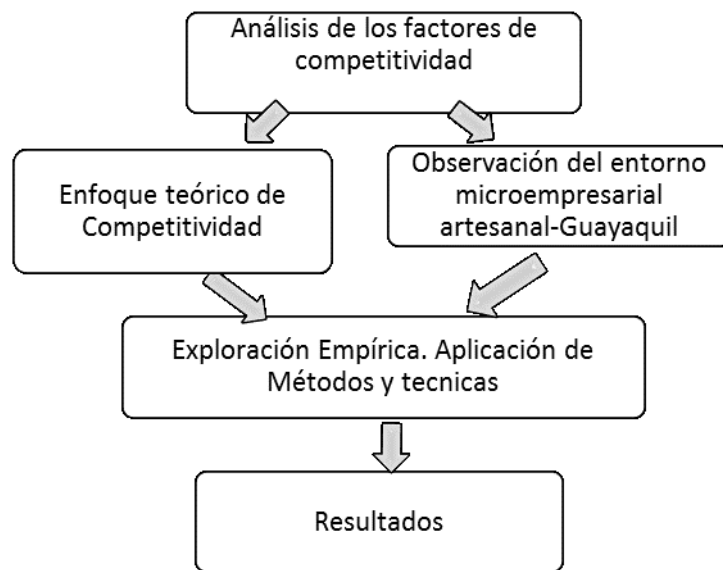 Análisis de los factores de
competitividad
Enfoque teórico de
Competitividad
Observación del entorno
microempresarial
artesanal-Guayaquil
Exploración Empírica. Aplicación de
Métodos y tecnicas
Resultados